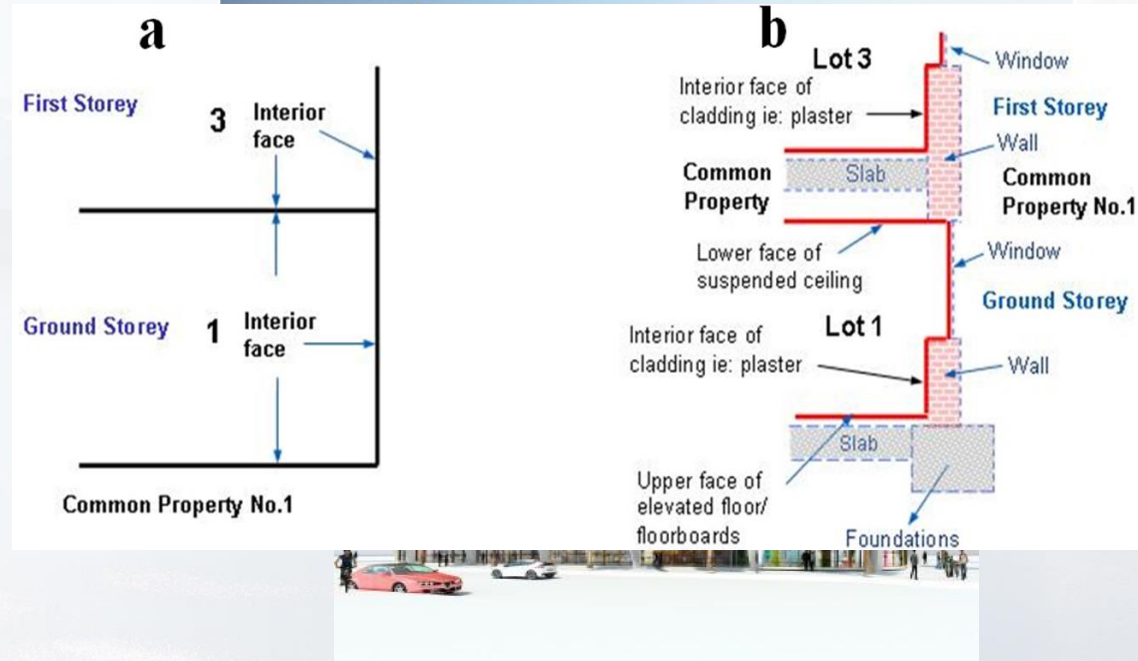 a
First Storey
3
Interior
face
Ground Storey
1
Interior
face
Common Property No.1
b
Lot 3
Window
Interior face of
cladding ie: plaster
First Storey
Wall
Common
Property
Slab
Common
Property No.1
Lower face of
suspended ceiling
Window
Ground Storey
Lot 1
Interior face of
cladding ie: plaster
Wall
Slab
Upper face of
elevated floor/
floorboards
Foundations